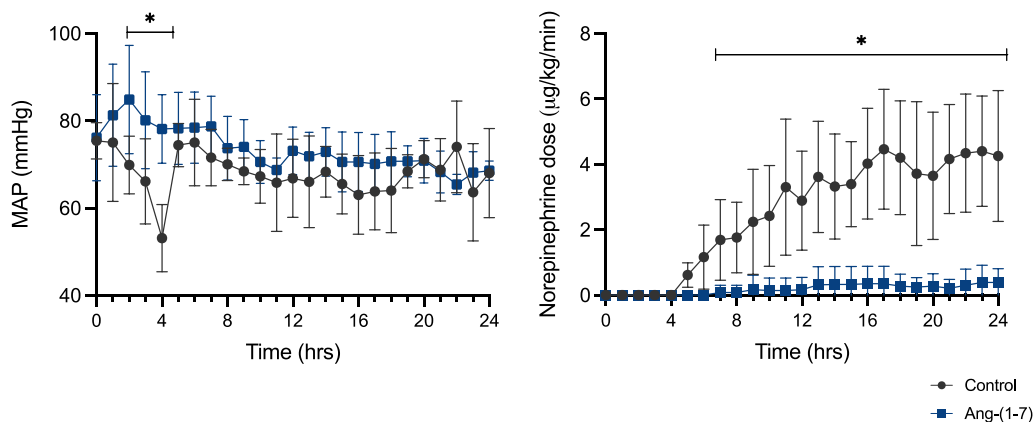 *
100
80
60
40
MAP (mmHg)
0 4 8 12 16 20 24
Time (hrs)
*
8
6
4
2
0
Norepinephrine dose (μg/kg/min)
0 4 8 12 16 20 24
Time (hrs)
Control
Ang-(1-7)